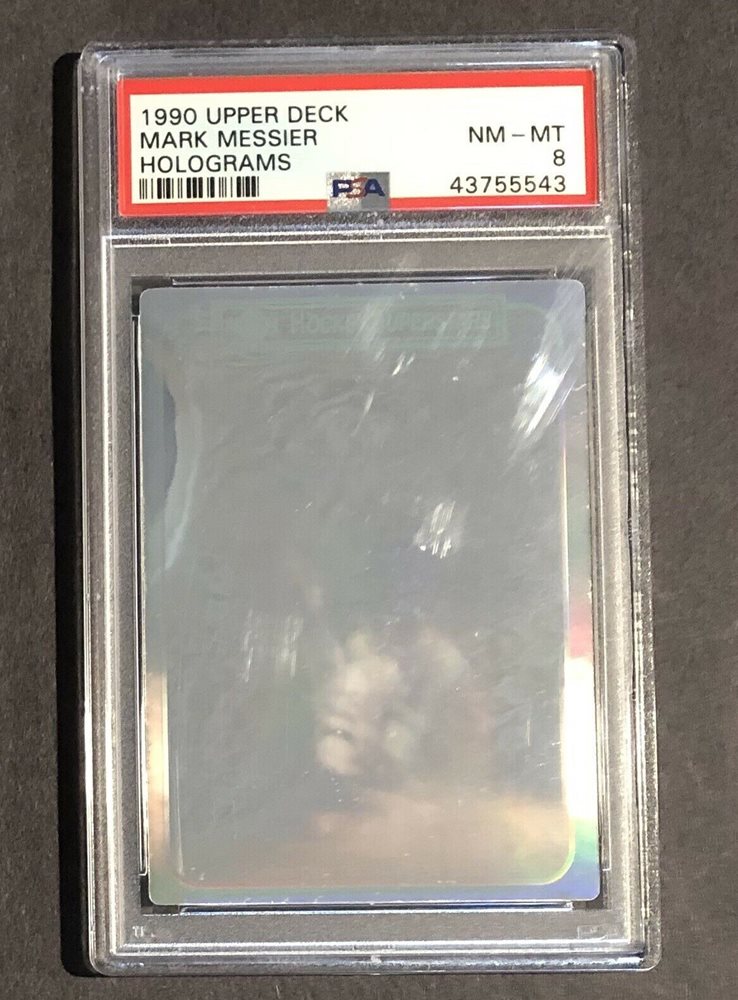 1990 UPPER DECK
MARK MESSIER
HOLOGRAMS
NM - MT
8
PSA
43755543